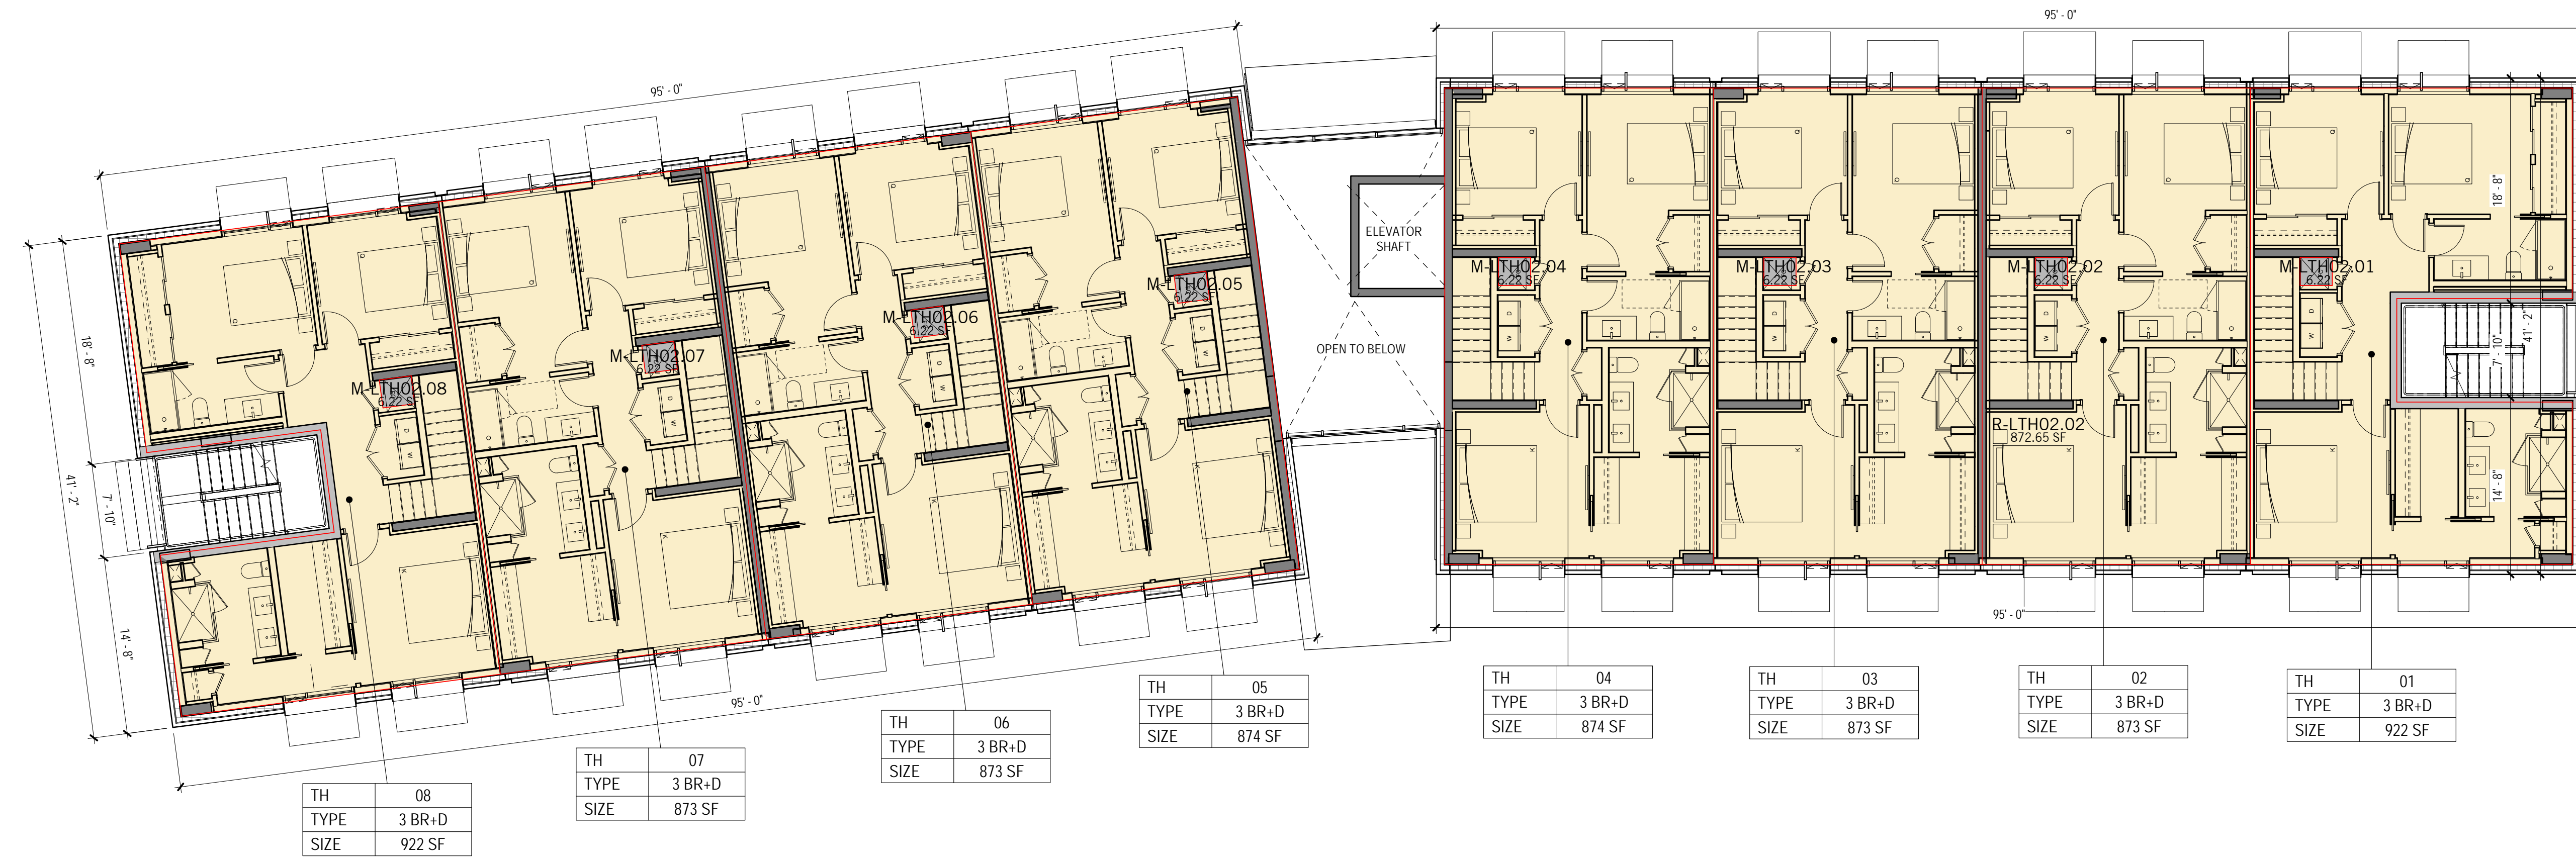 95' - 0"
95' - 0"
18' - 8"
ELEVATOR
SHAFT
M-LTH02.04
6.22 SF
M-LTH02.03
6.22 SF
M-LTH02.02
6.22 SF
M-LTH02.01
6.22 SF
M-LTH02.05
6.22 SF
M-LTH02.06
6.22 SF
M-LTH02.07
6.22 SF
M-LTH02.08
6.22 SF
18' - 8"
41' - 2"
7' - 10"
14' - 8"
OPEN TO BELOW
D
W
D
W
D
W
D
W
D
W
D
W
D
W
D
W
41' - 2"
7' - 10"
R-LTH02.02
872.65 SF
14' - 8"
K
K
K
K
K
K
K
K
95' - 0"
95' - 0"
TH 08
TYPE 3 BR+D
SIZE 922 SF
TH 07
TYPE 3 BR+D
SIZE 873 SF
TH 06
TYPE 3 BR+D
SIZE 873 SF
TH 05
TYPE 3 BR+D
SIZE 874 SF
TH 04
TYPE 3 BR+D
SIZE 874 SF
TH 03
TYPE 3 BR+D
SIZE 873 SF
TH 02
TYPE 3 BR+D
SIZE 873 SF
TH 01
TYPE 3 BR+D
SIZE 922 SF